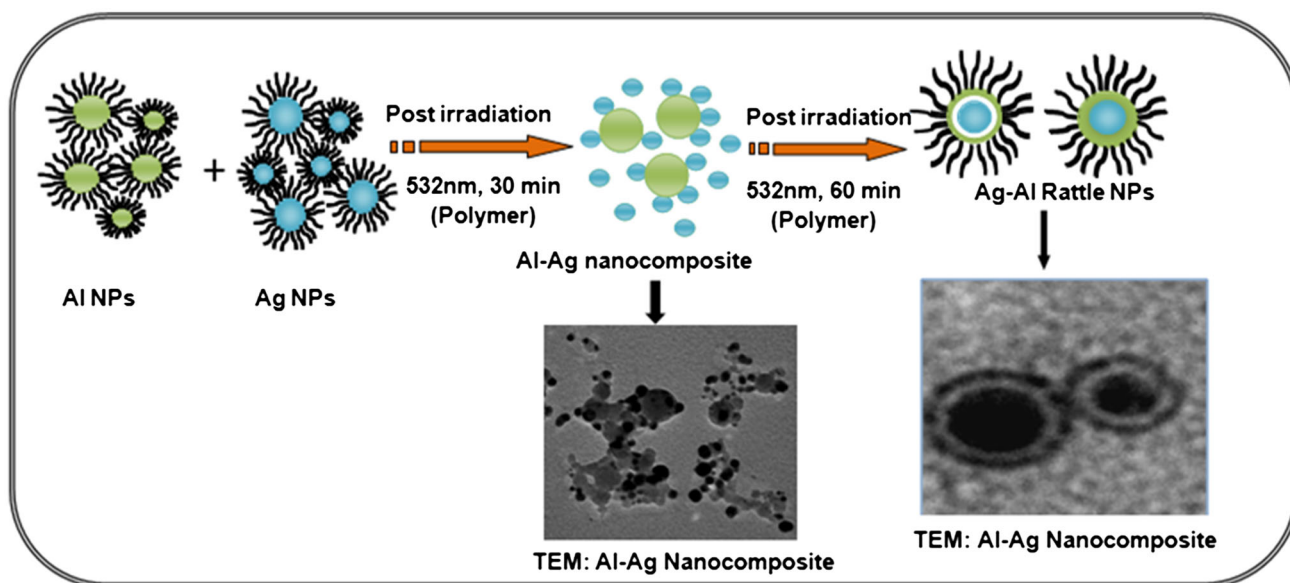 Al NPs
+
Ag NPs
Post irradiation
532nm, 30 min
(Polymer)
Al-Ag nanocomposite
Post irradiation
532nm, 60 min
(Polymer)
Ag-Al Rattle NPs
TEM: Al-Ag Nanocomposite
TEM: Al-Ag Nanocomposite